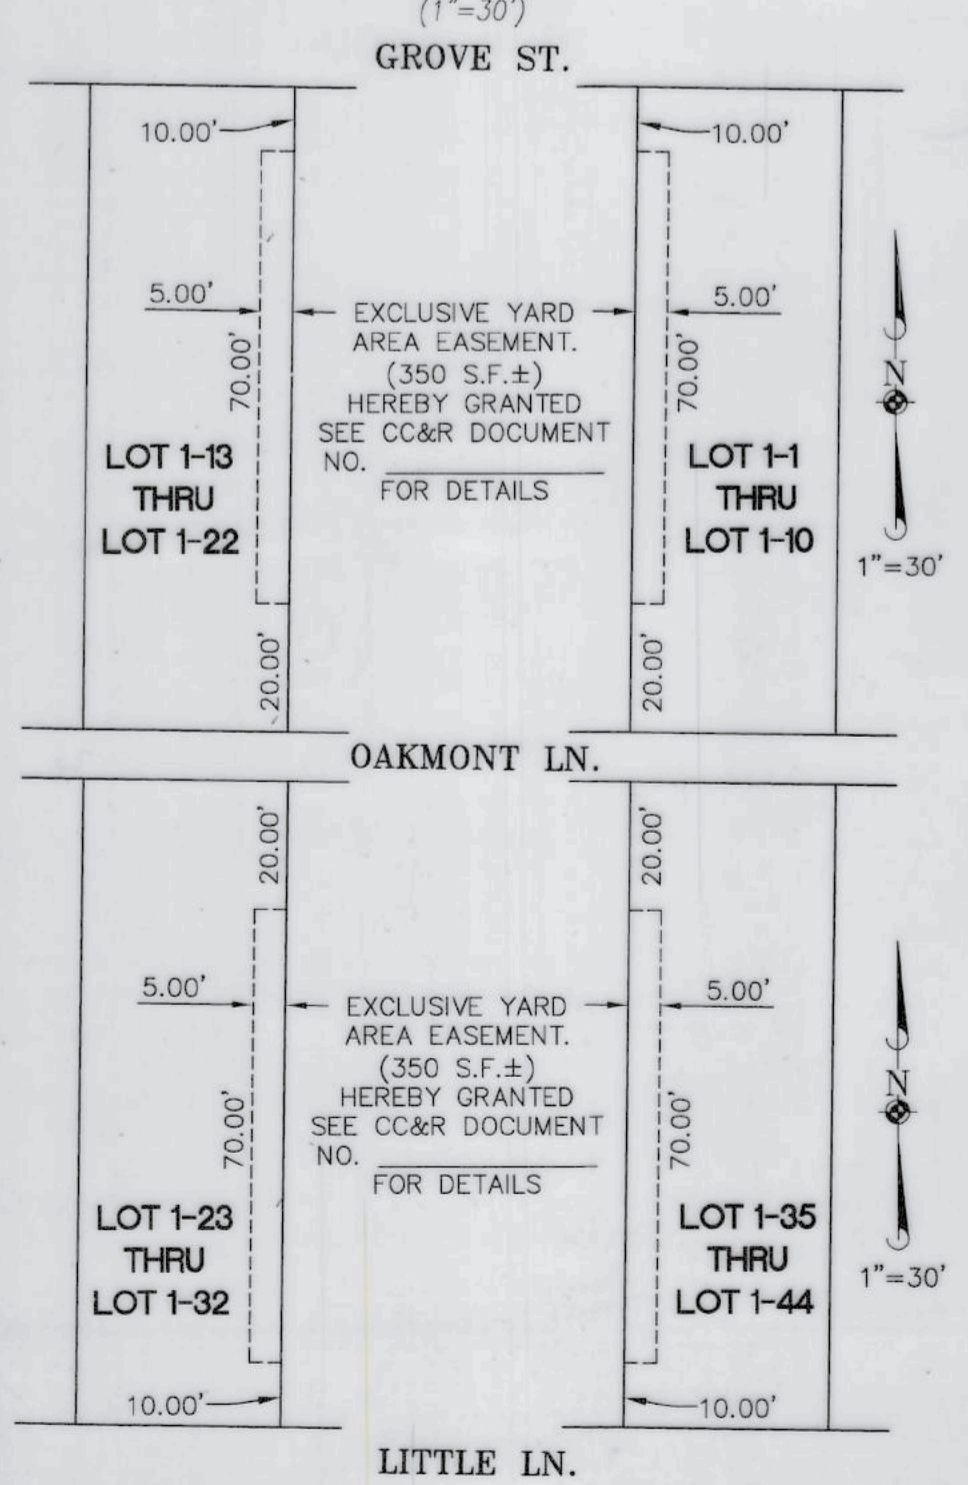 (1"=30')
GROVE ST.
10.00'
10.00'
5.00'
5.00'
70.00'
70.00'
EXCLUSIVE YARD
AREA EASEMENT.
(350 S.F.±)
HEREBY GRANTED
SEE CC&R DOCUMENT
NO. ____________
FOR DETAILS
LOT 1-13
THRU
LOT 1-22
LOT 1-1
THRU
LOT 1-10
N
1"=30'
20.00'
20.00'
OAKMONT LN.
20.00'
20.00'
5.00'
5.00'
EXCLUSIVE YARD
AREA EASEMENT.
(350 S.F.±)
HEREBY GRANTED
SEE CC&R DOCUMENT
NO. ____________
FOR DETAILS
70.00'
70.00'
LOT 1-23
THRU
LOT 1-32
LOT 1-35
THRU
LOT 1-44
N
1"=30'
10.00'
10.00'
LITTLE LN.